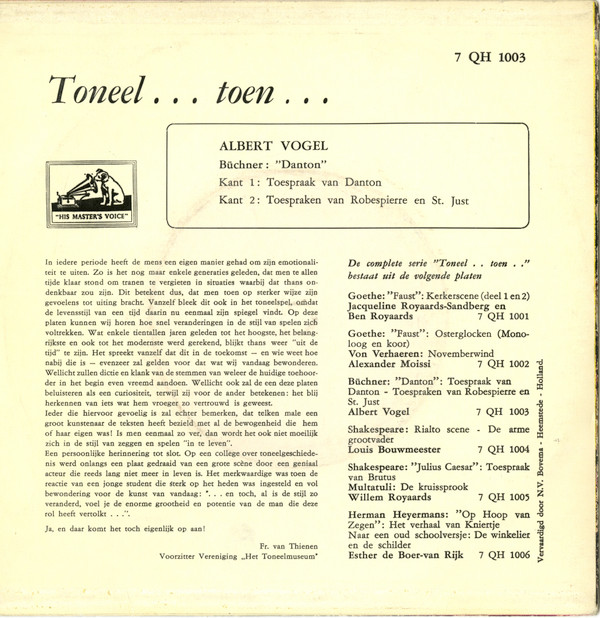 7 QH 1003
Toneel . . . toen . . .
ALBERT VOGEL
Büchner: "Danton"
Kant 1: Toespraak van Danton
Kant 2: Toespraken van Robespierre en St. Just
"HIS MASTER'S VOICE"
In iedere periode heeft de mens een eigen manier gehad om zijn emotionali-
teit te uiten. Zo is het nog maar enkele generaties geleden, dat men te allen
tijde klaar stond om tranen te vergieten in situaties waarbij dat thans on-
denkbaar zou zijn. Dit betekent dus, dat men toen op sterker wijze zijn
gevoelens tot uiting bracht. Vanzelf bleek dit ook in het toneelspel, omdat
de levensstijl van een tijd daarin nu eenmaal zijn spiegel vindt. Op deze
platen kunnen wij horen hoe snel veranderingen in de stijl van spelen zich
voltrekken. Wat enkele tientallen jaren geleden tot het hoogste, het belang-
rijkste en ook tot het modernste werd gerekend, blijkt thans weer "uit de
tijd" te zijn. Het spreekt vanzelf dat dit in de toekomst — en wie weet hoe
nabij die is — evenzeer zal gelden voor dat wat wij vandaag bewonderen.
Wellicht zullen dictie en klank van de stemmen van weleer de huidige toehoor-
der in het begin even vreemd aandoen. Wellicht ook zal de een deze platen
beluisteren als een curiositeit, terwijl zij voor de ander betekenen: het blij
herkennen van iets wat hem vroeger zo vertrouwd is geweest.
Ieder die hiervoor gevoelig is zal echter bemerken, dat telken male een
groot kunstenaar de teksten heeft bezield met al de bewogenheid die hem
of haar eigen was! Is men eenmaal zo ver, dan wordt het ook niet moeilijk
zich in de stijl van zeggen en spelen "in te leven".
Een persoonlijke herinnering tot slot. Op een college over toneelgeschiede-
nis werd onlangs een plaat gedraaid van een grote scène door een geniaal
acteur die reeds lang niet meer in leven is. Het merkwaardige was toen de
reactie van een jonge student die sterk op het heden was ingesteld en vol
bewondering voor de kunst van vandaag: ". . . en toch, al is de stijl zo
veranderd, voel je de enorme grootheid en potentie van de man die deze
rol heeft vertolkt . . .".
Ja, en daar komt het toch eigenlijk op aan!
Fr. van Thienen
Voorzitter Vereniging „Het Toneelmuseum"
De complete serie "Toneel . . toen . ."
bestaat uit de volgende platen
Goethe: "Faust": Kerkerscene (deel 1 en 2)
Jacqueline Royaards-Sandberg en
Ben Royaards 7 QH 1001
Goethe: "Faust": Osterglocken (Mono-
loog en koor)
Von Verhaeren: Novemberwind
Alexander Moissi 7 QH 1002
Büchner: "Danton": Toespraak van
Danton - Toespraken van Robespierre en
St. Just
Albert Vogel 7 QH 1003
Shakespeare: Rialto scene - De arme
grootvader
Louis Bouwmeester 7 QH 1004
Shakespeare: "Julius Caesar": Toespraak
van Brutus
Multatuli: De kruissprook
Willem Royaards 7 QH 1005
Herman Heyermans: "Op Hoop van
Zegen": Het verhaal van Kniertje
Naar een oud schoolversje: De winkelier
en de schilder
Esther de Boer-van Rijk 7 QH 1006
Vervaardigd door N.V. Bovema - Heemstede - Holland.